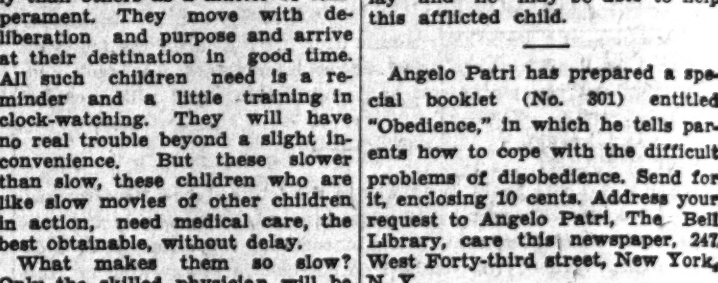 perament. They move with de-
liberation and purpose and arrive
at their destination in good time.
All such children need is a re-
minder and a little training in
clock-watching. They will have
no real trouble beyond a slight in-
convenience. But these slower
than slow, these children who are
like slow movies of other children
in action, need medical care, the
best obtainable, without delay.
What makes them so slow?
Only the skilled physician will be
this afflicted child.
Angelo Patri has prepared a spe-
cial booklet (No. 301) entitled
"Obedience," in which he tells par-
ents how to cope with the difficult
problems of disobedience. Send for
it, enclosing 10 cents. Address your
request to Angelo Patri, The Bell
Library, care this newspaper, 247
West Forty-third street, New York,
N. Y.